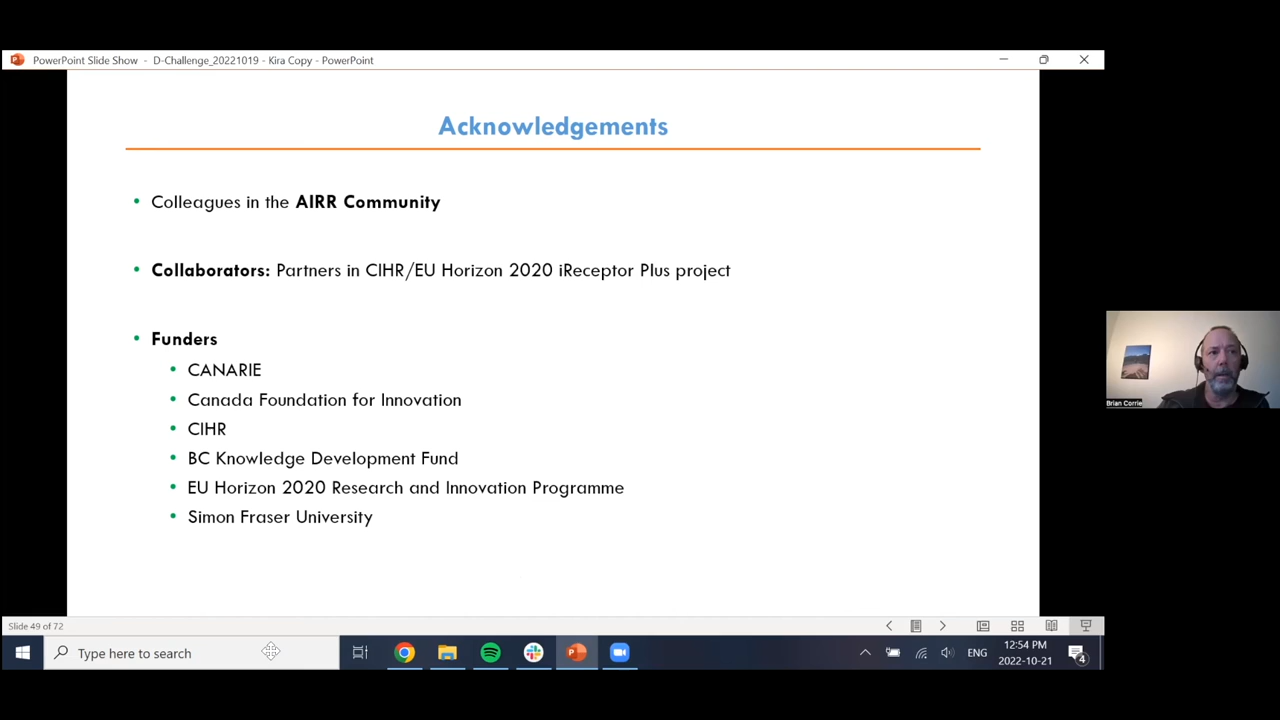 PowerPoint Slide Show - D-Challenge_20221019 - Kira Copy - PowerPoint
Acknowledgements
• Colleagues in the AIRR Community
• Collaborators: Partners in CIHR/EU Horizon 2020 iReceptor Plus project
• Funders
• CANARIE
• Canada Foundation for Innovation
• CIHR
• BC Knowledge Development Fund
• EU Horizon 2020 Research and Innovation Programme
• Simon Fraser University
Brian Corrie
Slide 49 of 72
Type here to search
ENG
12:54 PM
2022-10-21
4